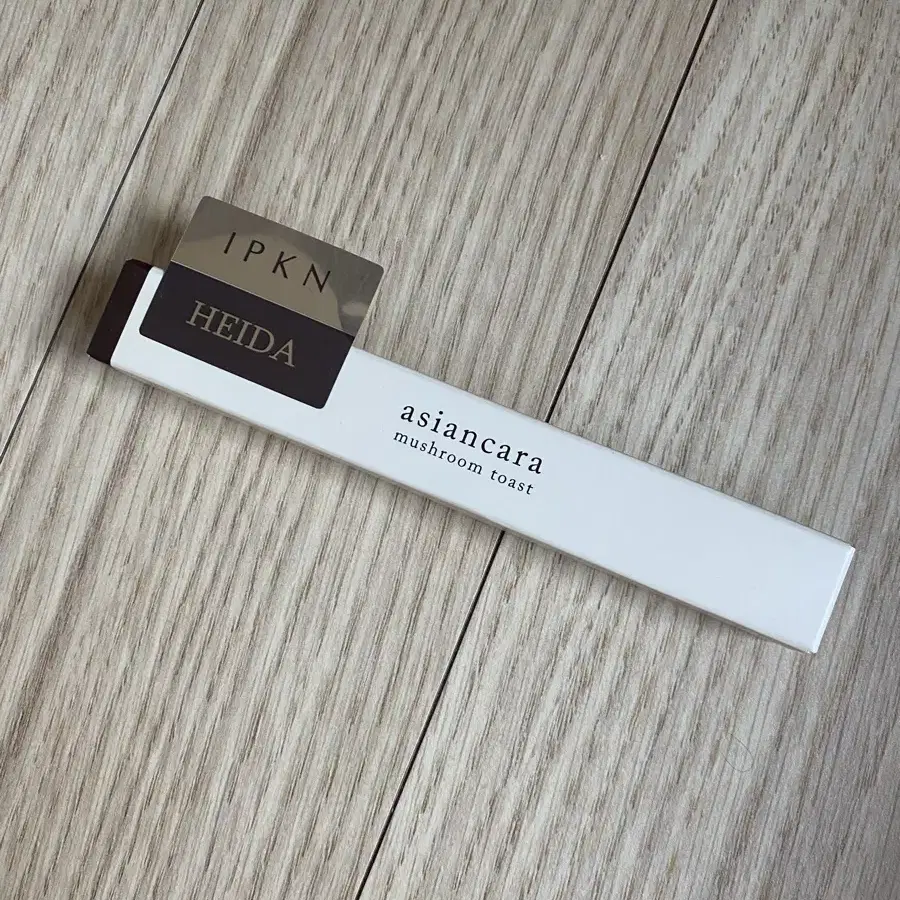 IPKN
HEIDA
asiancara
mushroom toast